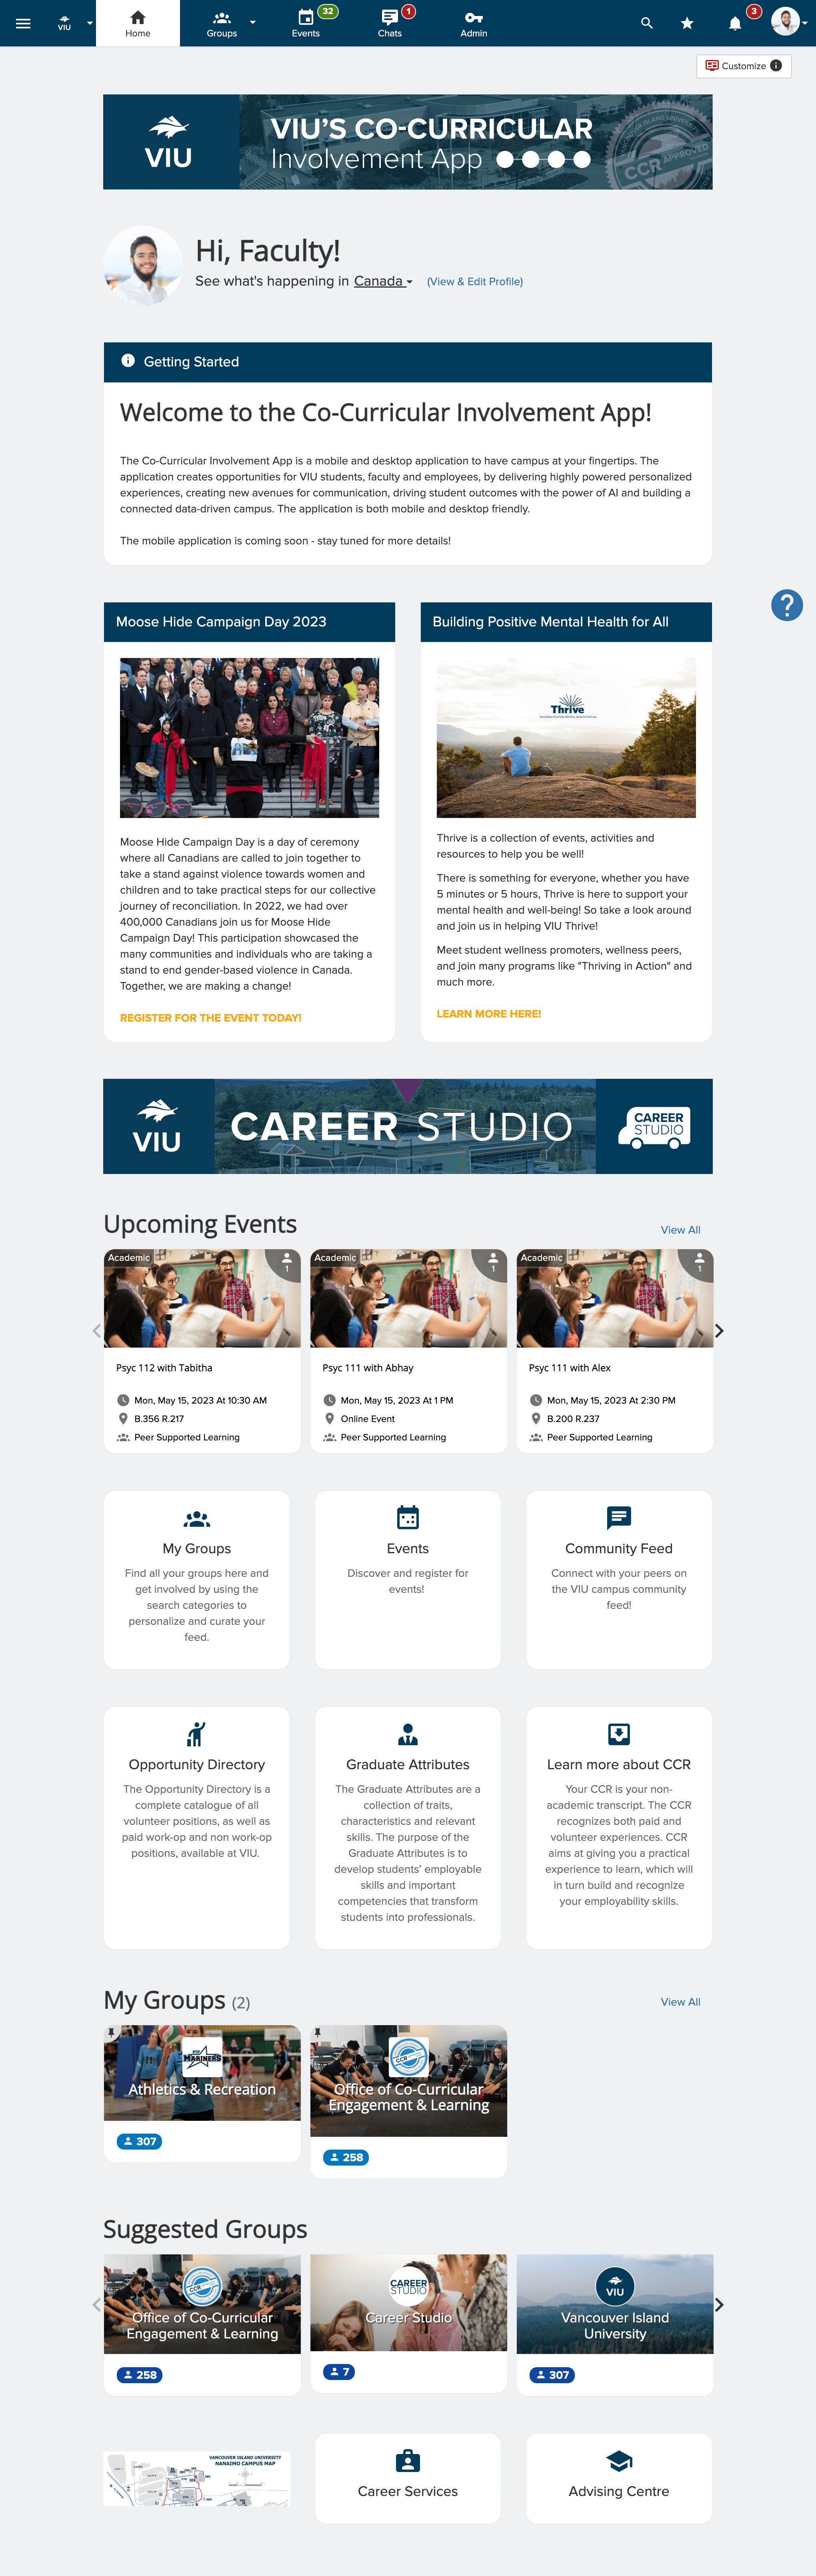 VIU
Home
Groups
Events
32
Chats
1
Admin
3
Customize
VIU
VIU'S CO-CURRICULAR
Involvement App
CCR APPROVED
Hi, Faculty!
See what's happening in Canada
(View & Edit Profile)
Getting Started
Welcome to the Co-Curricular Involvement App!
The Co-Curricular Involvement App is a mobile and desktop application to have campus at your fingertips. The
application creates opportunities for VIU students, faculty and employees, by delivering highly powered personalized
experiences, creating new avenues for communication, driving student outcomes with the power of AI and building a
connected data-driven campus. The application is both mobile and desktop friendly.
The mobile application is coming soon - stay tuned for more details!
?
Moose Hide Campaign Day 2023
Moose Hide Campaign Day is a day of ceremony
where all Canadians are called to join together to
take a stand against violence towards women and
children and to take practical steps for our collective
journey of reconciliation. In 2022, we had over
400,000 Canadians join us for Moose Hide
Campaign Day! This participation showcased the
many communities and individuals who are taking a
stand to end gender-based violence in Canada.
Together, we are making a change!
REGISTER FOR THE EVENT TODAY!
Building Positive Mental Health for All
Thrive
Thrive is a collection of events, activities and
resources to help you be well!
There is something for everyone, whether you have
5 minutes or 5 hours, Thrive is here to support your
mental health and well-being! So take a look around
and join us in helping VIU Thrive!
Meet student wellness promoters, wellness peers,
and join many programs like "Thriving in Action" and
much more.
LEARN MORE HERE!
VIU
CAREER STUDIO
CAREER
STUDIO
Upcoming Events
View All
Academic
1
Psyc 112 with Tabitha
Mon, May 15, 2023 At 10:30 AM
B.356 R.217
Peer Supported Learning
Academic
1
Psyc 111 with Abhay
Mon, May 15, 2023 At 1 PM
Online Event
Peer Supported Learning
Academic
1
Psyc 111 with Alex
Mon, May 15, 2023 At 2:30 PM
B.200 R.237
Peer Supported Learning
My Groups
Find all your groups here and
get involved by using the
search categories to
personalize and curate your
feed.
Events
Discover and register for
events!
Community Feed
Connect with your peers on
the VIU campus community
feed!
Opportunity Directory
The Opportunity Directory is a
complete catalogue of all
volunteer positions, as well as
paid work-op and non work-op
positions, available at VIU.
Graduate Attributes
The Graduate Attributes are a
collection of traits,
characteristics and relevant
skills. The purpose of the
Graduate Attributes is to
develop students' employable
skills and important
competencies that transform
students into professionals.
Learn more about CCR
Your CCR is your non-
academic transcript. The CCR
recognizes both paid and
volunteer experiences. CCR
aims at giving you a practical
experience to learn, which will
in turn build and recognize
your employability skills.
My Groups (2)
View All
MARINERS
Athletics & Recreation
307
CCR
Office of Co-Curricular
Engagement & Learning
258
Suggested Groups
CCR
Office of Co-Curricular
Engagement & Learning
258
CAREER
STUDIO
Career Studio
7
VIU
Vancouver Island
University
307
VANCOUVER ISLAND UNIVERSITY
NANAIMO CAMPUS MAP
Career Services
Advising Centre